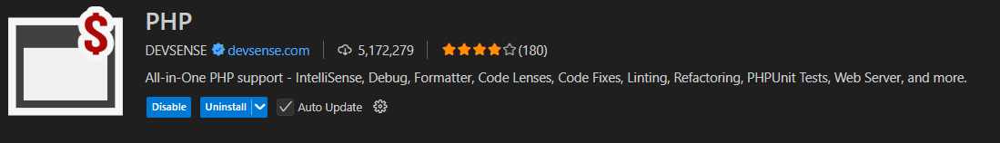 $
PHP
DEVSENSE devsense.com 5,172,279 (180)
All-in-One PHP support - IntelliSense, Debug, Formatter, Code Lenses, Code Fixes, Linting, Refactoring, PHPUnit Tests, Web Server, and more.
Disable Uninstall Auto Update